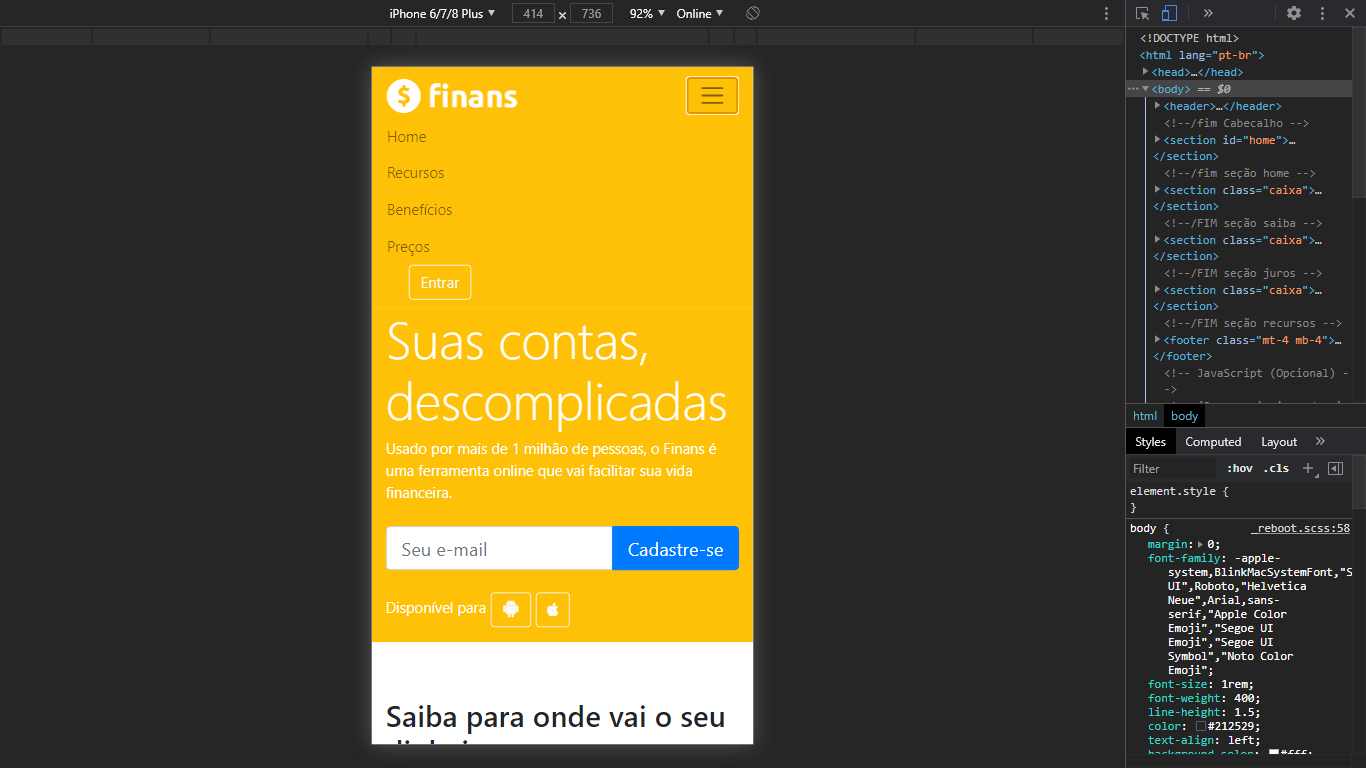 iPhone 6/7/8 Plus ▼ 414 × 736 92% ▼ Online ▼
finans
Home
Recursos
Benefícios
Preços
Entrar
Suas contas,
descomplicadas
Usado por mais de 1 milhão de pessoas, o Finans é
uma ferramenta online que vai facilitar sua vida
financeira.
Seu e-mail
Cadastre-se
Disponível para
Saiba para onde vai o seu
<!DOCTYPE html>
<html lang="pt-br">
<head>…</head>
<body> == $0
<header>…</header>
<!--/fim Cabecalho -->
<section id="home">…
</section>
<!--/fim seção home -->
<section class="caixa">…
</section>
<!--/FIM seção saiba -->
<section class="caixa">…
</section>
<!--/FIM seção juros -->
<section class="caixa">…
</section>
<!--/FIM seção recursos -->
<footer class="mt-4 mb-4">…
</footer>
<!-- JavaScript (Opcional) --
>
html body
Styles Computed Layout »
Filter :hov .cls +
element.style {
}
body { _reboot.scss:58
margin: 0;
font-family: -apple-
system,BlinkMacSystemFont,"S
UI",Roboto,"Helvetica
Neue",Arial,sans-
serif,"Apple Color
Emoji","Segoe UI
Emoji","Segoe UI
Symbol","Noto Color
Emoji";
font-size: 1rem;
font-weight: 400;
line-height: 1.5;
color: #212529;
text-align: left;
background-color: #fff;